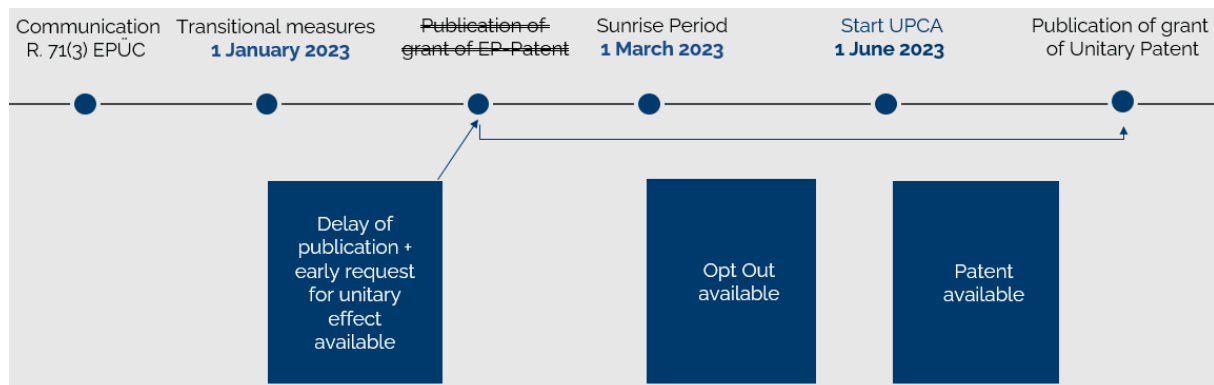 Communication
R. 71(3) EPÜC
Transitional measures
1 January 2023
Publication of
grant of EP-Patent
Sunrise Period
1 March 2023
Start UPCA
1 June 2023
Publication of grant
of Unitary Patent
Delay of
publication +
early request
for unitary
effect
available
Opt Out
available
Patent
available